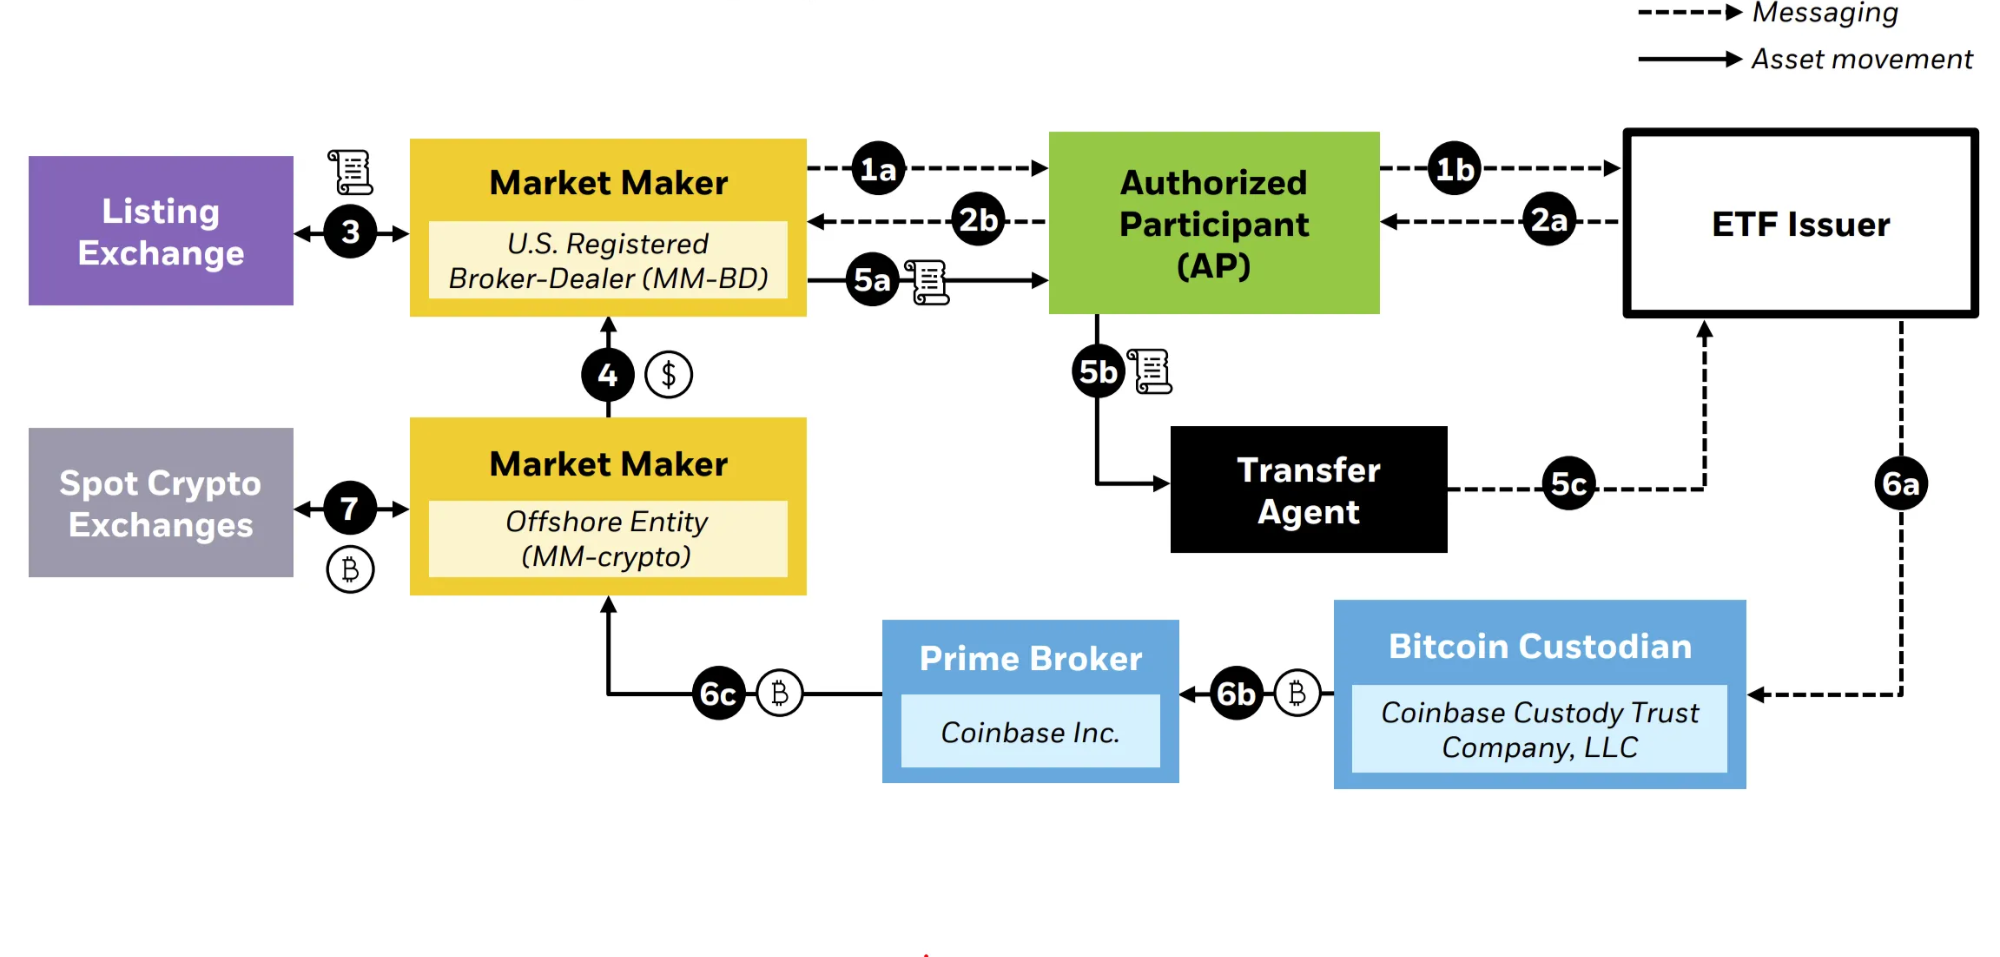 Messaging
Asset movement
Listing
Exchange
3
Market Maker
U.S. Registered
Broker-Dealer (MM-BD)
1a
2b
5a
Authorized
Participant
(AP)
1b
2a
ETF Issuer
4
$
5b
Spot Crypto
Exchanges
7
₿
Market Maker
Offshore Entity
(MM-crypto)
Transfer
Agent
5c
6a
6c
₿
Prime Broker
Coinbase Inc.
6b
₿
Bitcoin Custodian
Coinbase Custody Trust
Company, LLC